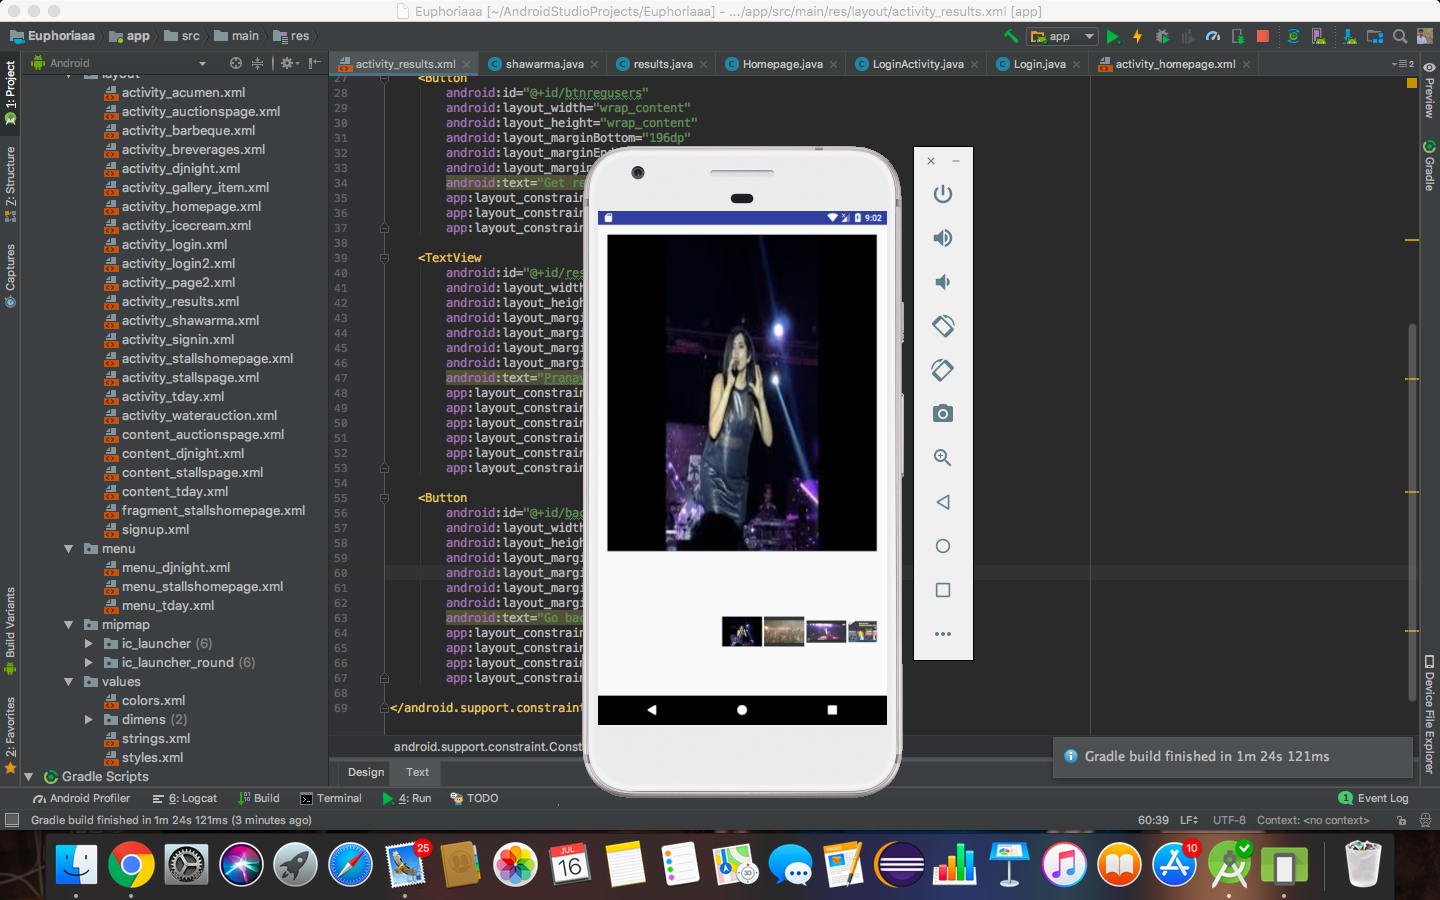 Euphoriaaa [~/AndroidStudioProjects/Euphoriaaa] - .../app/src/main/res/layout/activity_results.xml [app]
Euphoriaaa app src main res
app
Android
activity_results.xml shawarma.java results.java Homepage.java LoginActivity.java Login.java activity_homepage.xml
1: Project
Z: Structure
Captures
Build Variants
2: Favorites
layout
activity_acumen.xml
activity_auctionspage.xml
activity_barbeque.xml
activity_breverages.xml
activity_djnight.xml
activity_gallery_item.xml
activity_homepage.xml
activity_icecream.xml
activity_login.xml
activity_login2.xml
activity_page2.xml
activity_results.xml
activity_shawarma.xml
activity_signin.xml
activity_stallshomepage.xml
activity_stallspage.xml
activity_tday.xml
activity_waterauction.xml
content_auctionspage.xml
content_djnight.xml
content_stallspage.xml
content_tday.xml
fragment_stallshomepage.xml
signup.xml
menu
menu_djnight.xml
menu_stallshomepage.xml
menu_tday.xml
mipmap
ic_launcher (6)
ic_launcher_round (6)
values
colors.xml
dimens (2)
strings.xml
styles.xml
Gradle Scripts
27 <Button
28 android:id="@+id/btnregusers"
29 android:layout_width="wrap_content"
30 android:layout_height="wrap_content"
31 android:layout_marginBottom="196dp"
32 android:layout_marginEn
33 android:layout_margin
34 android:text="Get re
35 app:layout_constrain
36 app:layout_constrain
37 app:layout_constrain
38
39 <TextView
40 android:id="@+id/res
41 android:layout_width
42 android:layout_heigh
43 android:layout_margi
44 android:layout_margi
45 android:layout_margi
46 android:layout_margi
47 android:text="Pranay
48 app:layout_constrain
49 app:layout_constrain
50 app:layout_constrain
51 app:layout_constrain
52 app:layout_constrain
53 app:layout_constrain
54
55 <Button
56 android:id="@+id/bac
57 android:layout_width
58 android:layout_heigh
59 android:layout_margi
60 android:layout_margi
61 android:layout_margi
62 android:layout_margi
63 android:text="Go bac
64 app:layout_constrain
65 app:layout_constrain
66 app:layout_constrain
67 app:layout_constrain
68
69 </android.support.constraint
9:02
Preview
Gradle
Device File Explorer
android.support.constraint.Const
Design Text
Gradle build finished in 1m 24s 121ms
Android Profiler 6: Logcat Build Terminal 4: Run TODO
1 Event Log
Gradle build finished in 1m 24s 121ms (3 minutes ago)
60:39 LF UTF-8 Context: <no context>
25
JUL
16
3D
PAGES
10